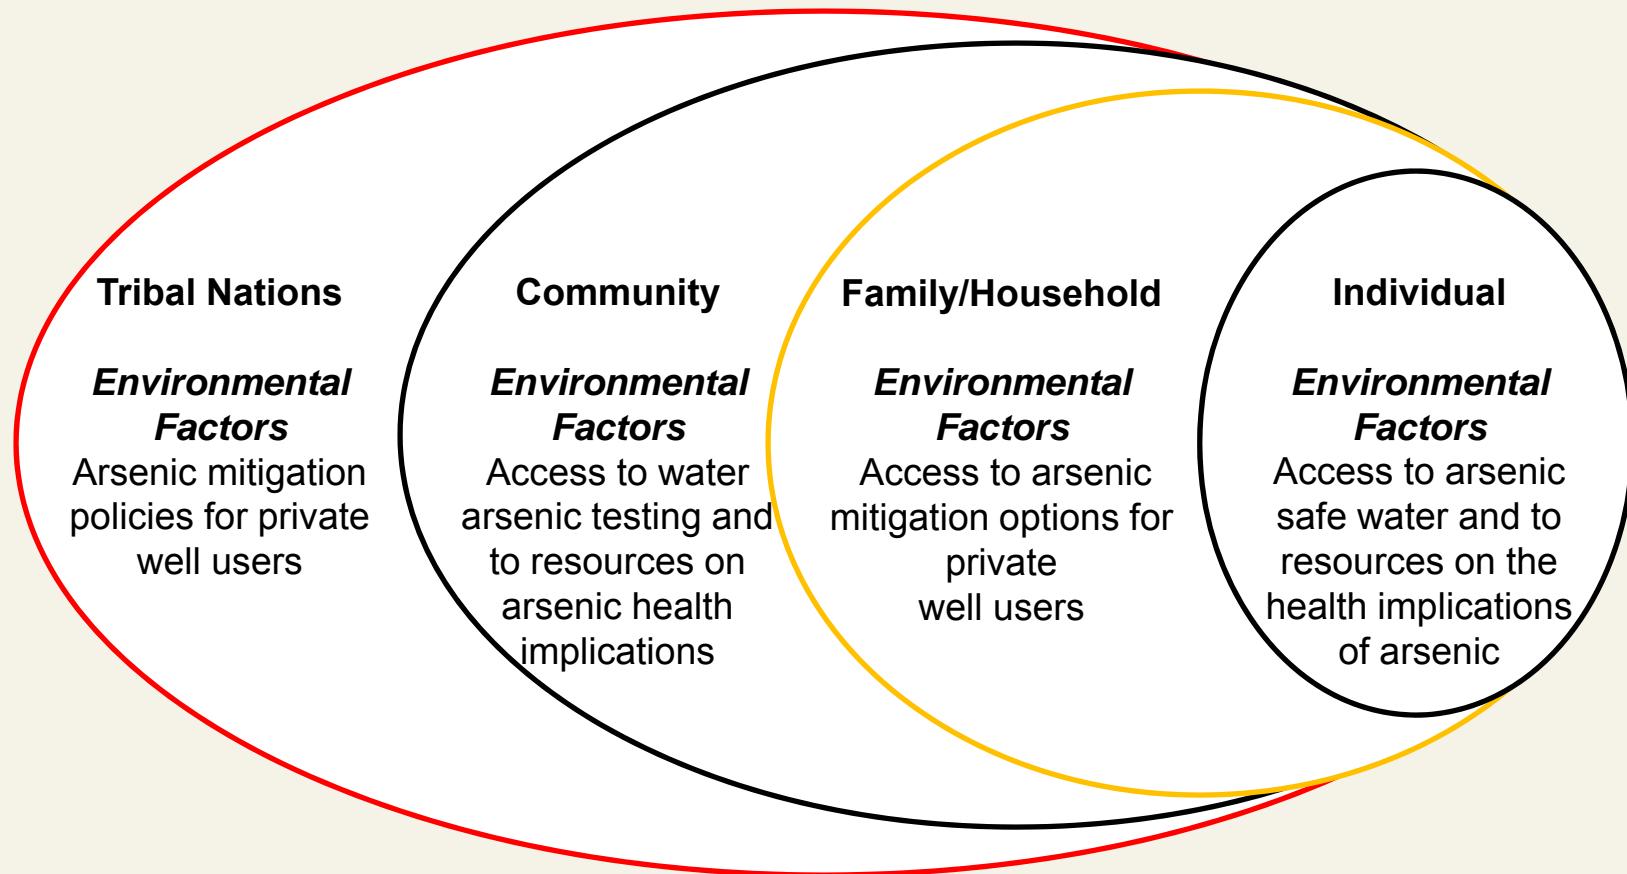 Tribal Nations
Environmental
Factors
Arsenic mitigation
policies for private
well users
Community
Environmental
Factors
Access to water
arsenic testing and
to resources on
arsenic health
implications
Family/Household
Environmental
Factors
Access to arsenic
mitigation options for
private
well users
Individual
Environmental
Factors
Access to arsenic
safe water and to
resources on the
health implications
of arsenic